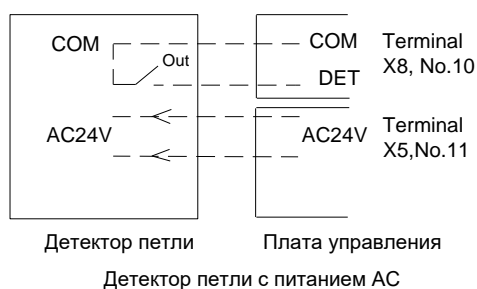 COM COM Terminal
Out X8, No.10
DET
AC24V AC24V Terminal
X5,No.11
Детектор петли Плата управления
Детектор петли с питанием AC